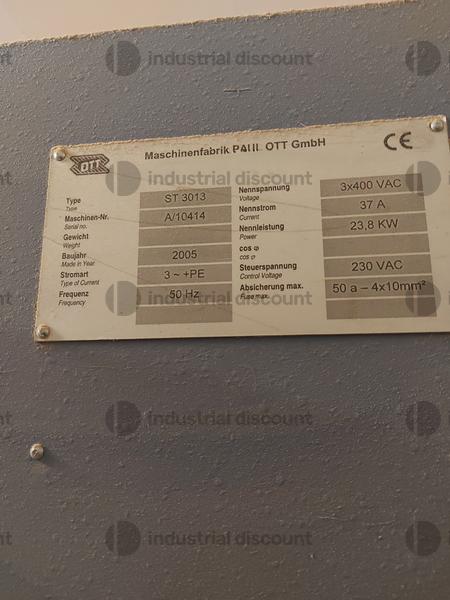 OTT
Maschinenfabrik PAUL OTT GmbH
CE
Type ST 3013
Type
Maschinen-Nr. A/10414
Serial no.
Gewicht
Weight
Baujahr 2005
Made in Year
Stromart 3 ~ +PE
Type of Current
Frequenz 50 Hz
Frequency
Nennspannung 3x400 VAC
Voltage
Nennstrom 37 A
Current
Nennleistung 23,8 KW
Power
cos φ
cos φ
Steuerspannung 230 VAC
Control Voltage
Absicherung max. 50 a – 4x10mm²
Fuse max.
industrial discount
industrial discount
industrial discount
industrial discount
industrial discount